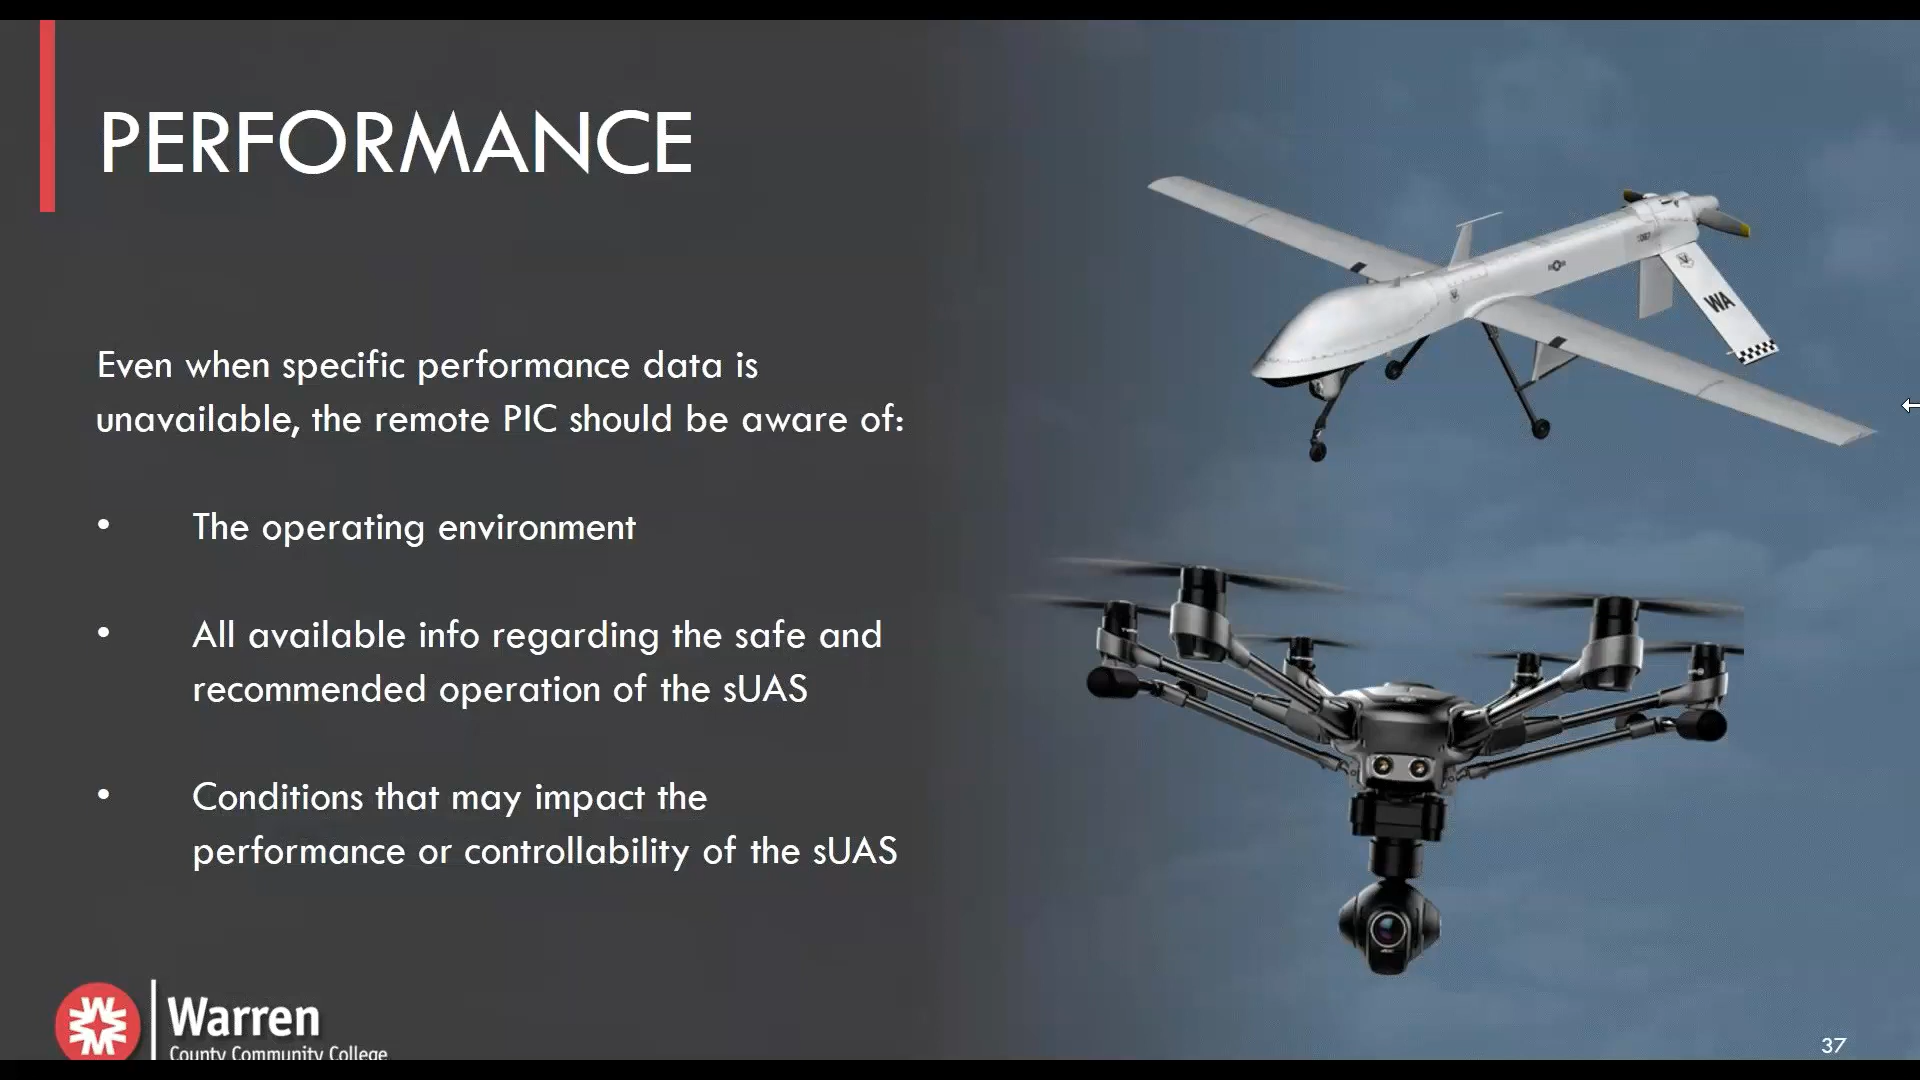 PERFORMANCE
Even when specific performance data is
unavailable, the remote PIC should be aware of:
• The operating environment
• All available info regarding the safe and
recommended operation of the sUAS
• Conditions that may impact the
performance or controllability of the sUAS
WA
Warren
County Community College
37